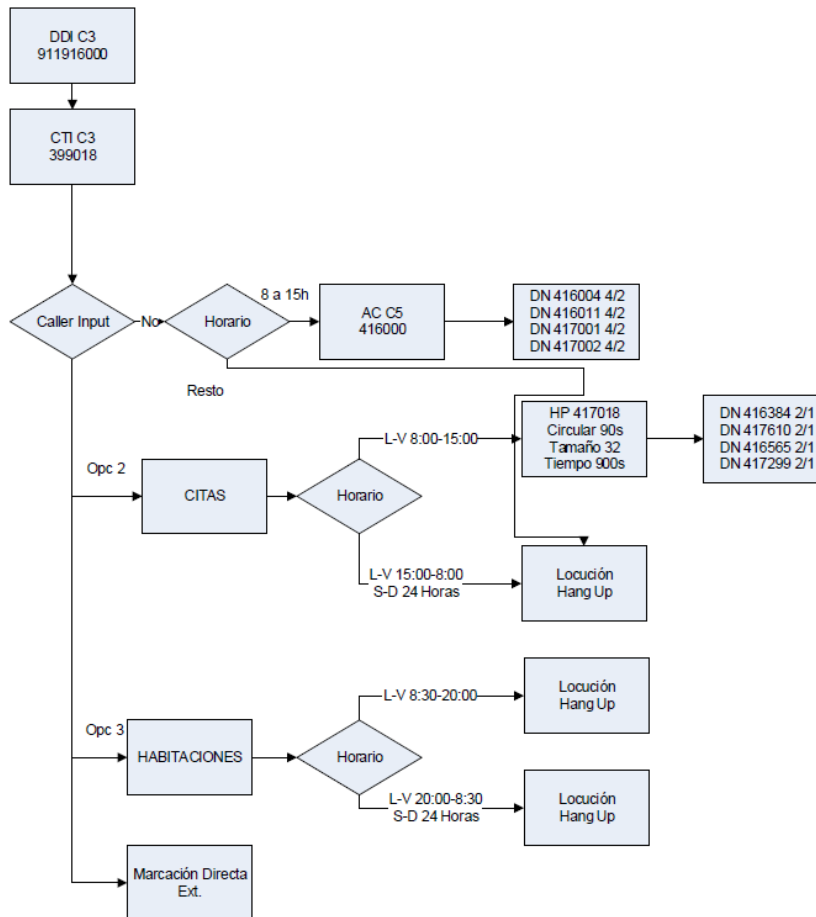 DDI C3
911916000
CTI C3
399018
Caller Input
No
Horario
8 a 15h
AC C5
416000
DN 416004 4/2
DN 416011 4/2
DN 417001 4/2
DN 417002 4/2
Resto
Opc 2
CITAS
Horario
L-V 8:00-15:00
HP 417018
Circular 90s
Tamaño 32
Tiempo 900s
DN 416384 2/1
DN 417610 2/1
DN 416565 2/1
DN 417299 2/1
L-V 15:00-8:00
S-D 24 Horas
Locución
Hang Up
Opc 3
HABITACIONES
Horario
L-V 8:30-20:00
Locución
Hang Up
L-V 20:00-8:30
S-D 24 Horas
Locución
Hang Up
Marcación Directa
Ext.